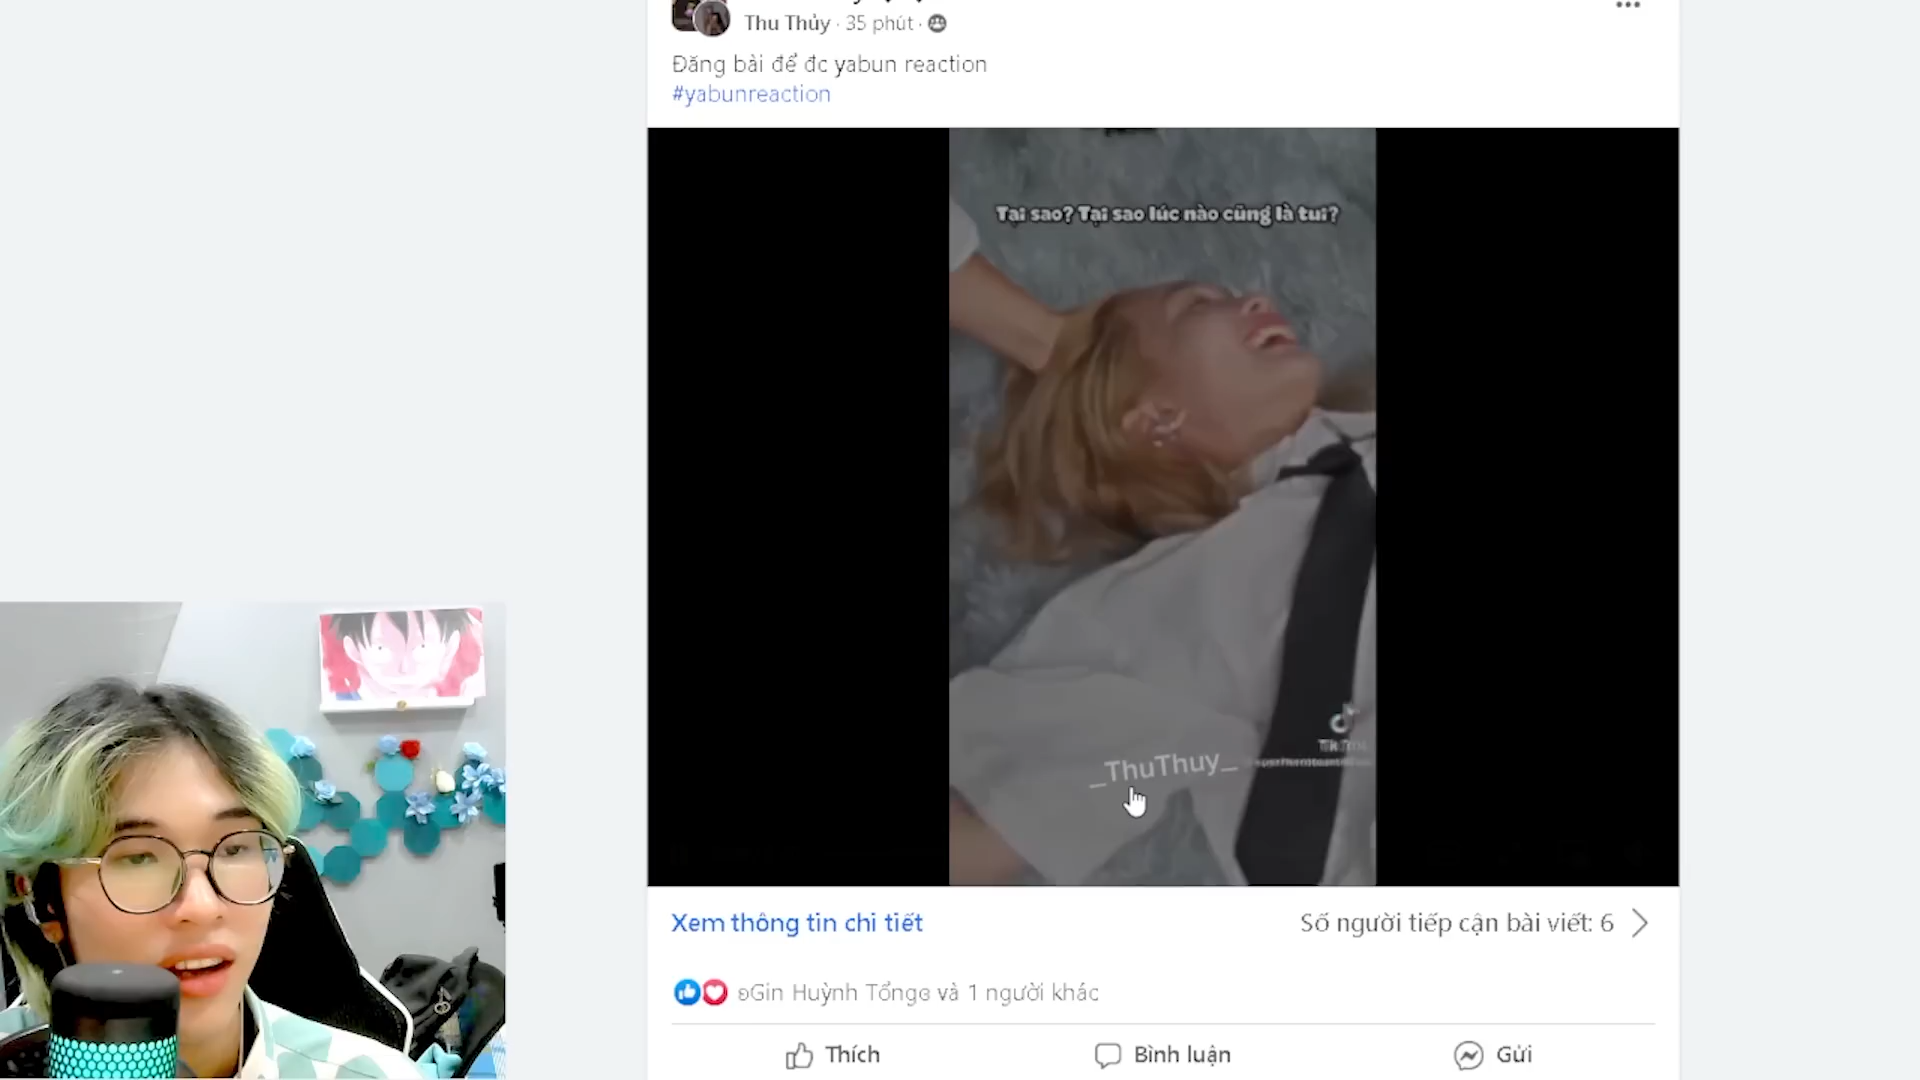 Thu Thủy · 35 phút ·
Đăng bài để đc yabun reaction
#yabunreaction
Tại sao? Tại sao lúc nào cũng là tui?
_ThuThuy_
TikTok
Xem thông tin chi tiết
Số người tiếp cận bài viết: 6
ʚGin Huỳnh Tổngɞ và 1 người khác
Thích
Bình luận
Gửi